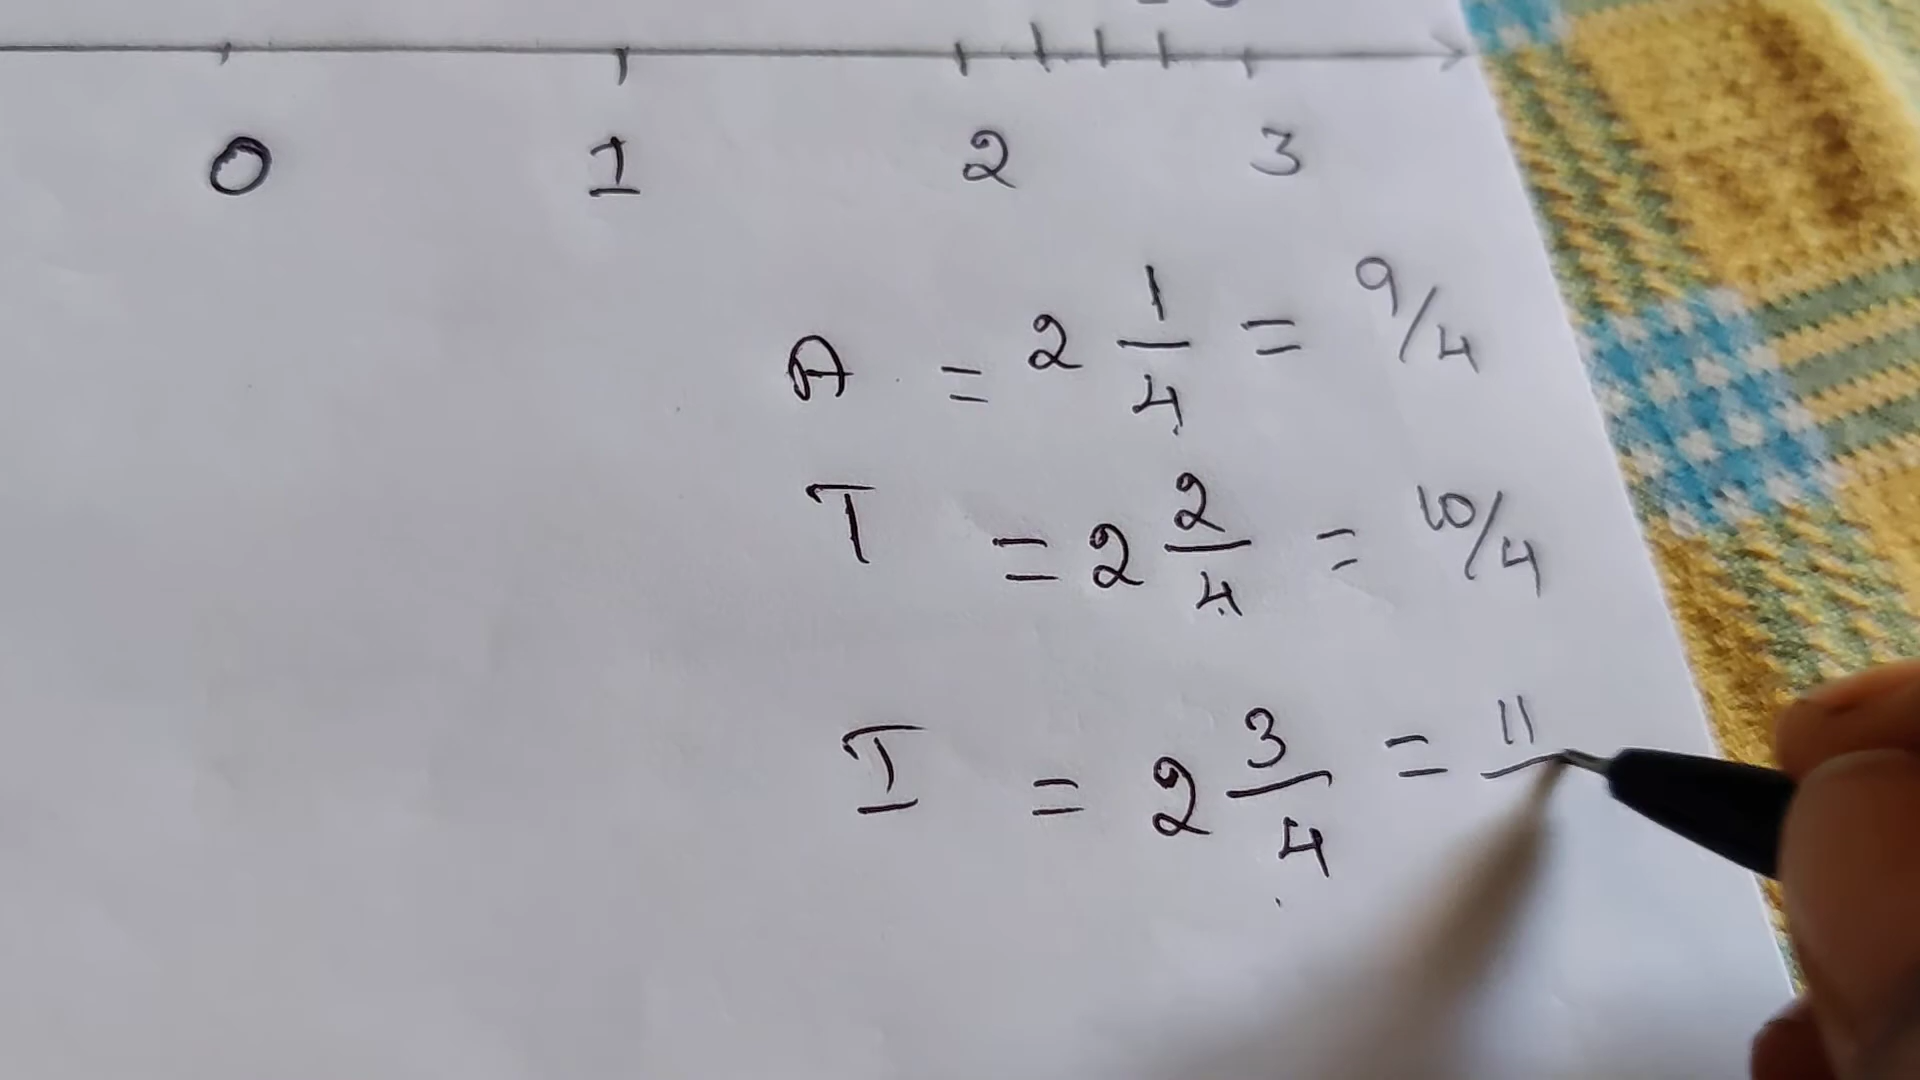 0 1 2 3
A = 2 1/4 = 9/4
T = 2 2/4 = 10/4
I = 2 3/4 = 11